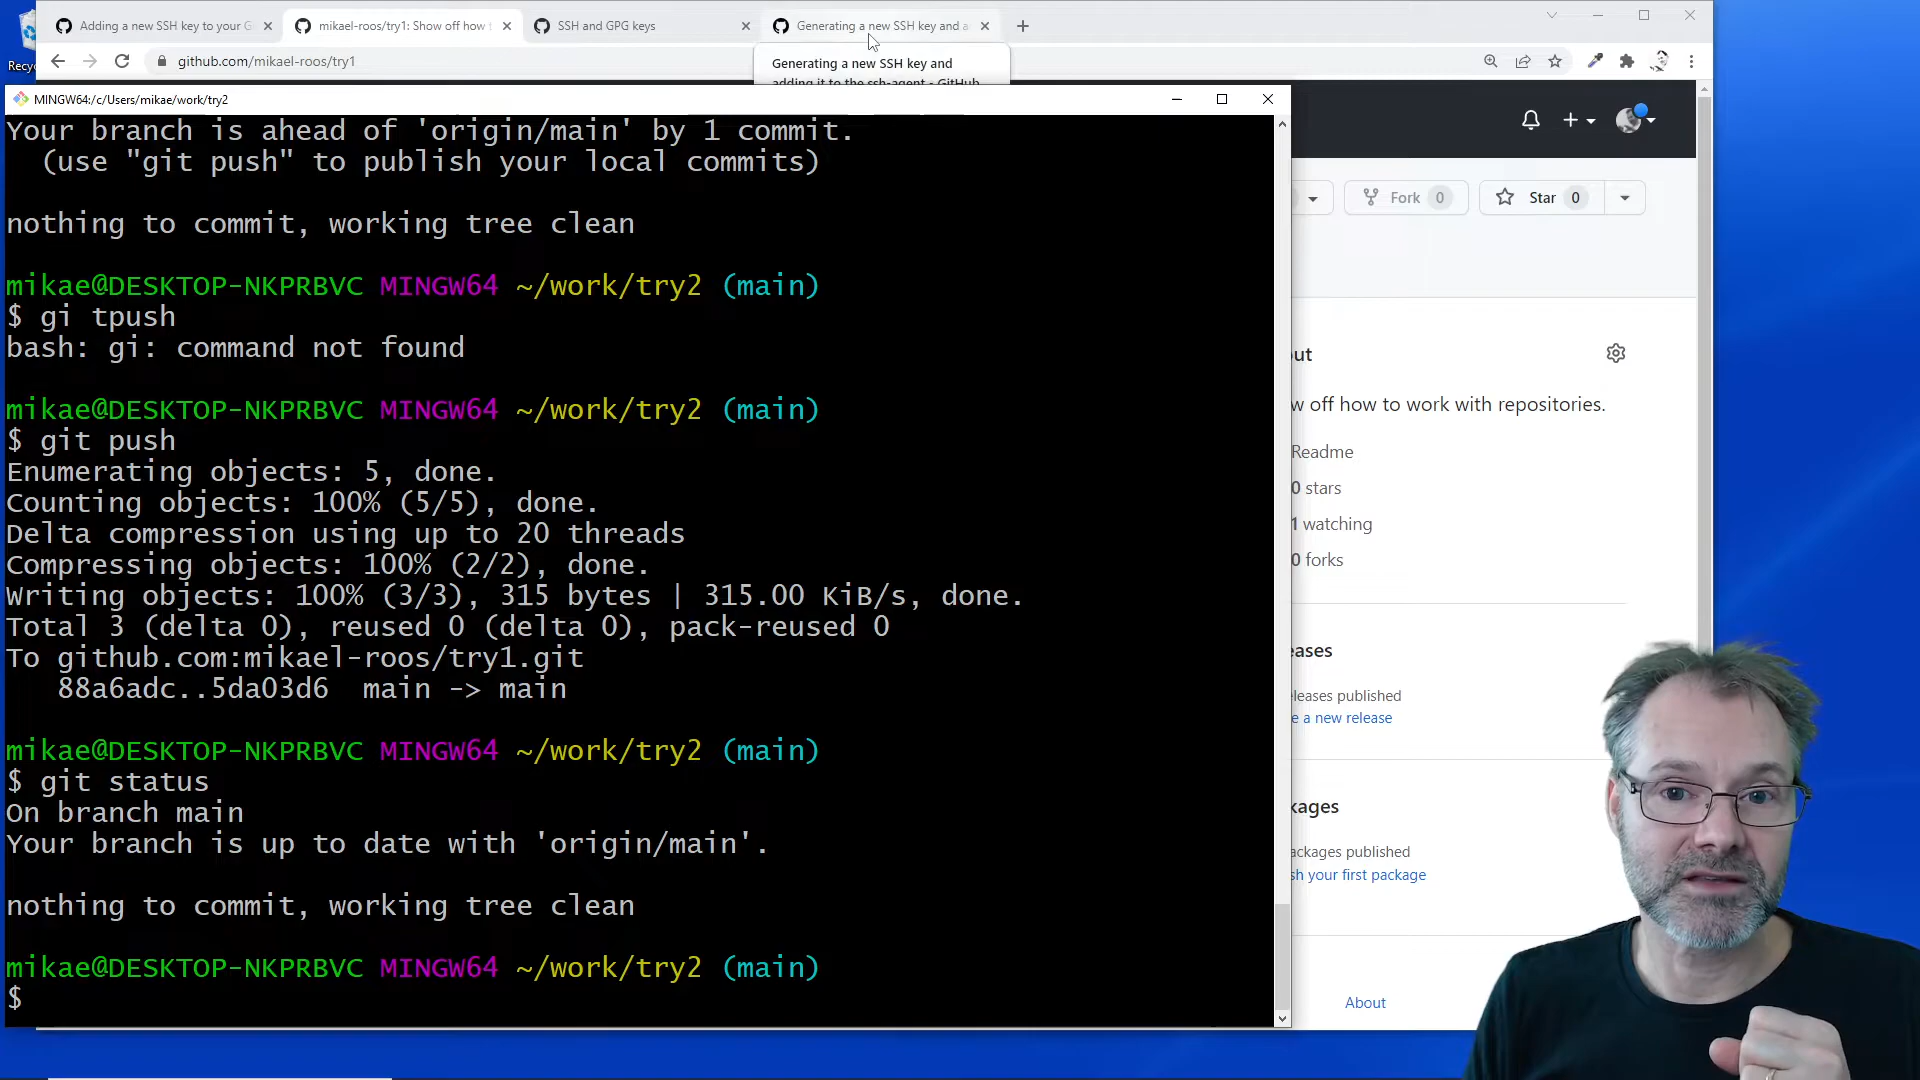 Adding a new SSH key to your G
mikael-roos/try1: Show off how t
SSH and GPG keys
Generating a new SSH key and a
github.com/mikael-roos/try1
Generating a new SSH key and
adding it to the ssh-agent - GitHub
Recyc
MINGW64:/c/Users/mikae/work/try2
Your branch is ahead of 'origin/main' by 1 commit.
(use "git push" to publish your local commits)
nothing to commit, working tree clean
mikae@DESKTOP-NKPRBVC MINGW64 ~/work/try2 (main)
$ gi tpush
bash: gi: command not found
mikae@DESKTOP-NKPRBVC MINGW64 ~/work/try2 (main)
$ git push
Enumerating objects: 5, done.
Counting objects: 100% (5/5), done.
Delta compression using up to 20 threads
Compressing objects: 100% (2/2), done.
Writing objects: 100% (3/3), 315 bytes | 315.00 KiB/s, done.
Total 3 (delta 0), reused 0 (delta 0), pack-reused 0
To github.com:mikael-roos/try1.git
88a6adc..5da03d6 main -> main
mikae@DESKTOP-NKPRBVC MINGW64 ~/work/try2 (main)
$ git status
On branch main
Your branch is up to date with 'origin/main'.
nothing to commit, working tree clean
mikae@DESKTOP-NKPRBVC MINGW64 ~/work/try2 (main)
$
Fork 0
Star 0
out
w off how to work with repositories.
Readme
0 stars
1 watching
0 forks
eases
eleases published
e a new release
kages
ackages published
sh your first package
About